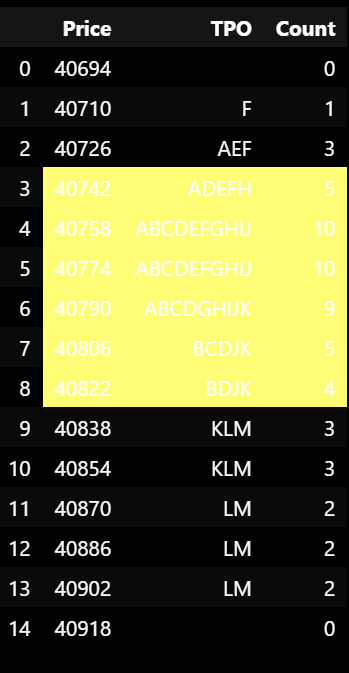 Price TPO Count
0 40694 0
1 40710 F 1
2 40726 AEF 3
3 40742 ADEFH 5
4 40758 ABCDEFGHIJ 10
5 40774 ABCDEFGHIJ 10
6 40790 ABCDGHIJK 9
7 40806 BCDJK 5
8 40822 BDJK 4
9 40838 KLM 3
10 40854 KLM 3
11 40870 LM 2
12 40886 LM 2
13 40902 LM 2
14 40918 0